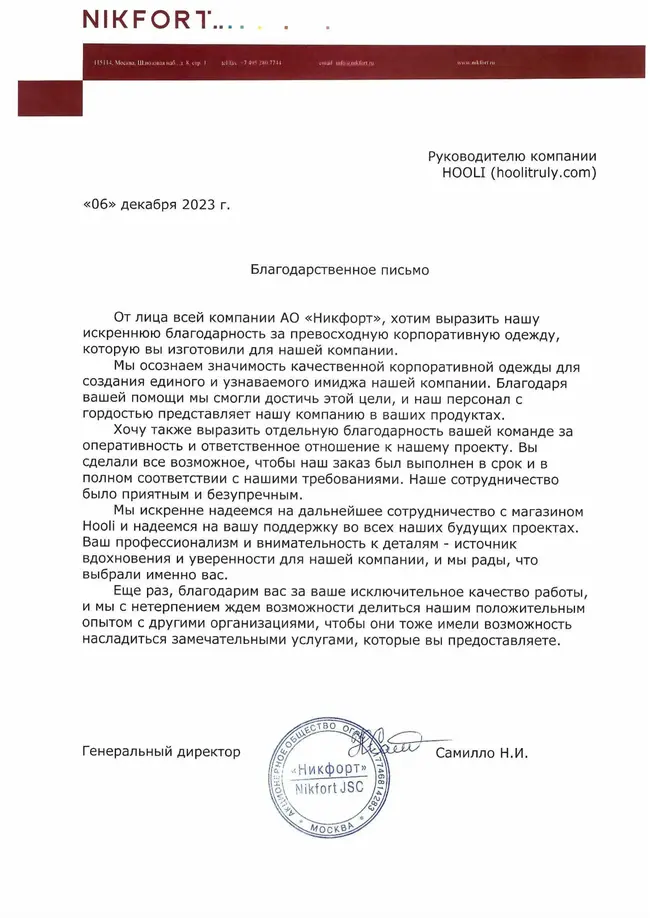 NIKFORT
115114, Москва, Шлюзовая наб., д. 8, стр. 1 tel/fax +7 495 280 7744 email info@nikfort.ru www.nikfort.ru
Руководителю компании
HOOLI (hoolitruly.com)
«06» декабря 2023 г.
Благодарственное письмо
От лица всей компании АО «Никфорт», хотим выразить нашу
искреннюю благодарность за превосходную корпоративную одежду,
которую вы изготовили для нашей компании.
Мы осознаем значимость качественной корпоративной одежды для
создания единого и узнаваемого имиджа нашей компании. Благодаря
вашей помощи мы смогли достичь этой цели, и наш персонал с
гордостью представляет нашу компанию в ваших продуктах.
Хочу также выразить отдельную благодарность вашей команде за
оперативность и ответственное отношение к нашему проекту. Вы
сделали все возможное, чтобы наш заказ был выполнен в срок и в
полном соответствии с нашими требованиями. Наше сотрудничество
было приятным и безупречным.
Мы искренне надеемся на дальнейшее сотрудничество с магазином
Hooli и надеемся на вашу поддержку во всех наших будущих проектах.
Ваш профессионализм и внимательность к деталям - источник
вдохновения и уверенности для нашей компании, и мы рады, что
выбрали именно вас.
Еще раз, благодарим вас за ваше исключительное качество работы,
и мы с нетерпением ждем возможности делиться нашим положительным
опытом с другими организациями, чтобы они тоже имели возможность
насладиться замечательными услугами, которые вы предоставляете.
Генеральный директор
Самилло Н.И.
АКЦИОНЕРНОЕ ОБЩЕСТВО
«Никфорт»
Nikfort JSC
* МОСКВА *